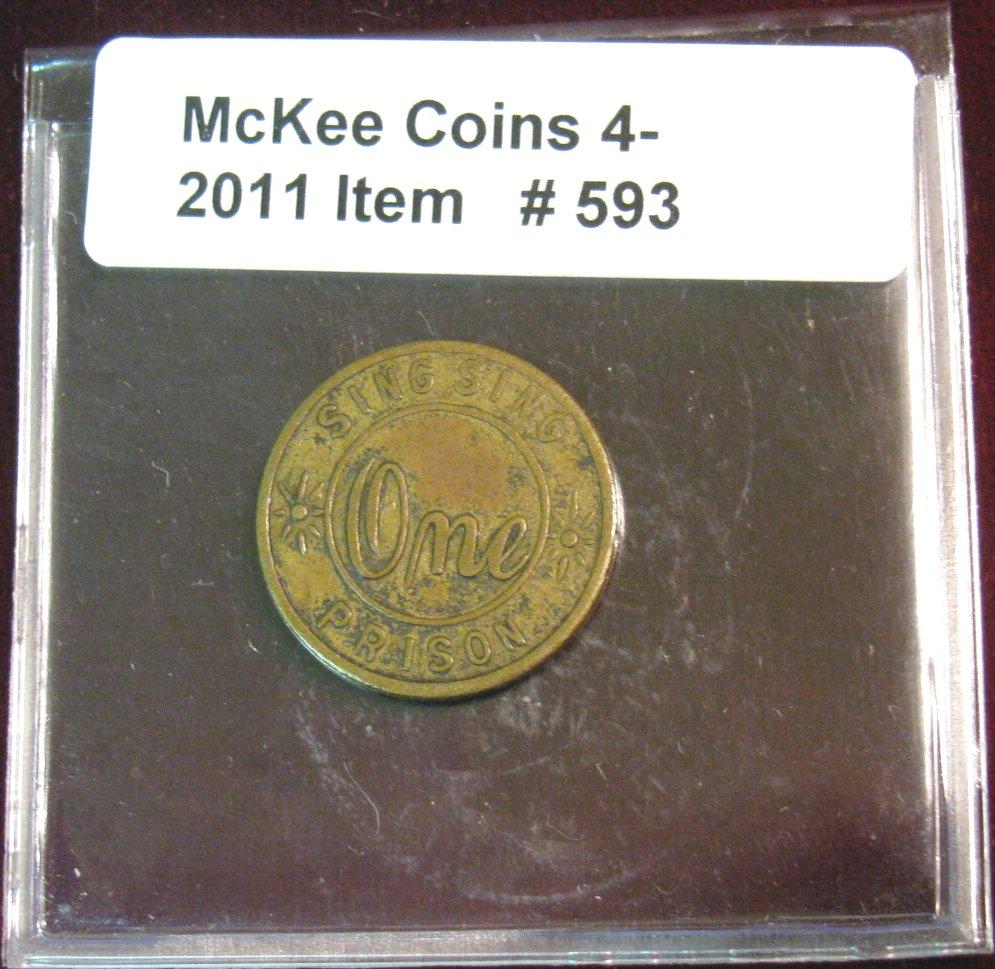 McKee Coins 4-
2011 Item # 593
SING SING
One
PRISON